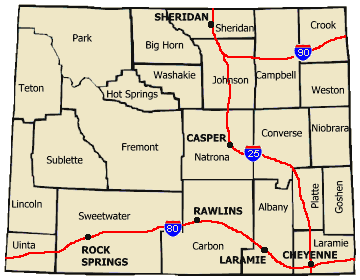 SHERIDAN
Sheridan
Crook
Park
Big Horn
90
Washakie
Johnson
Campbell
Teton
Hot Springs
Weston
CASPER
Converse
Niobrara
Fremont
25
Sublette
Natrona
Platte
Goshen
Lincoln
Albany
Sweetwater
RAWLINS
80
Uinta
ROCK
SPRINGS
Carbon
LARAMIE
Laramie
CHEYENNE